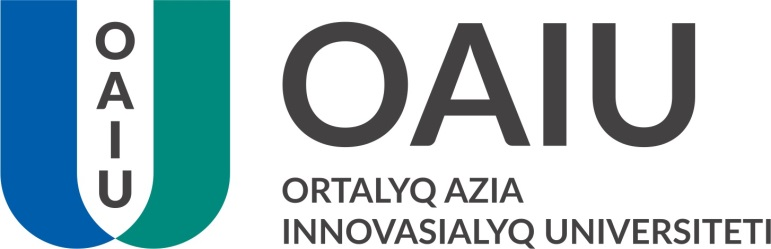 O
A
I
U
OAIU
ORTALYQ AZIA
INNOVASIALYQ UNIVERSITETI